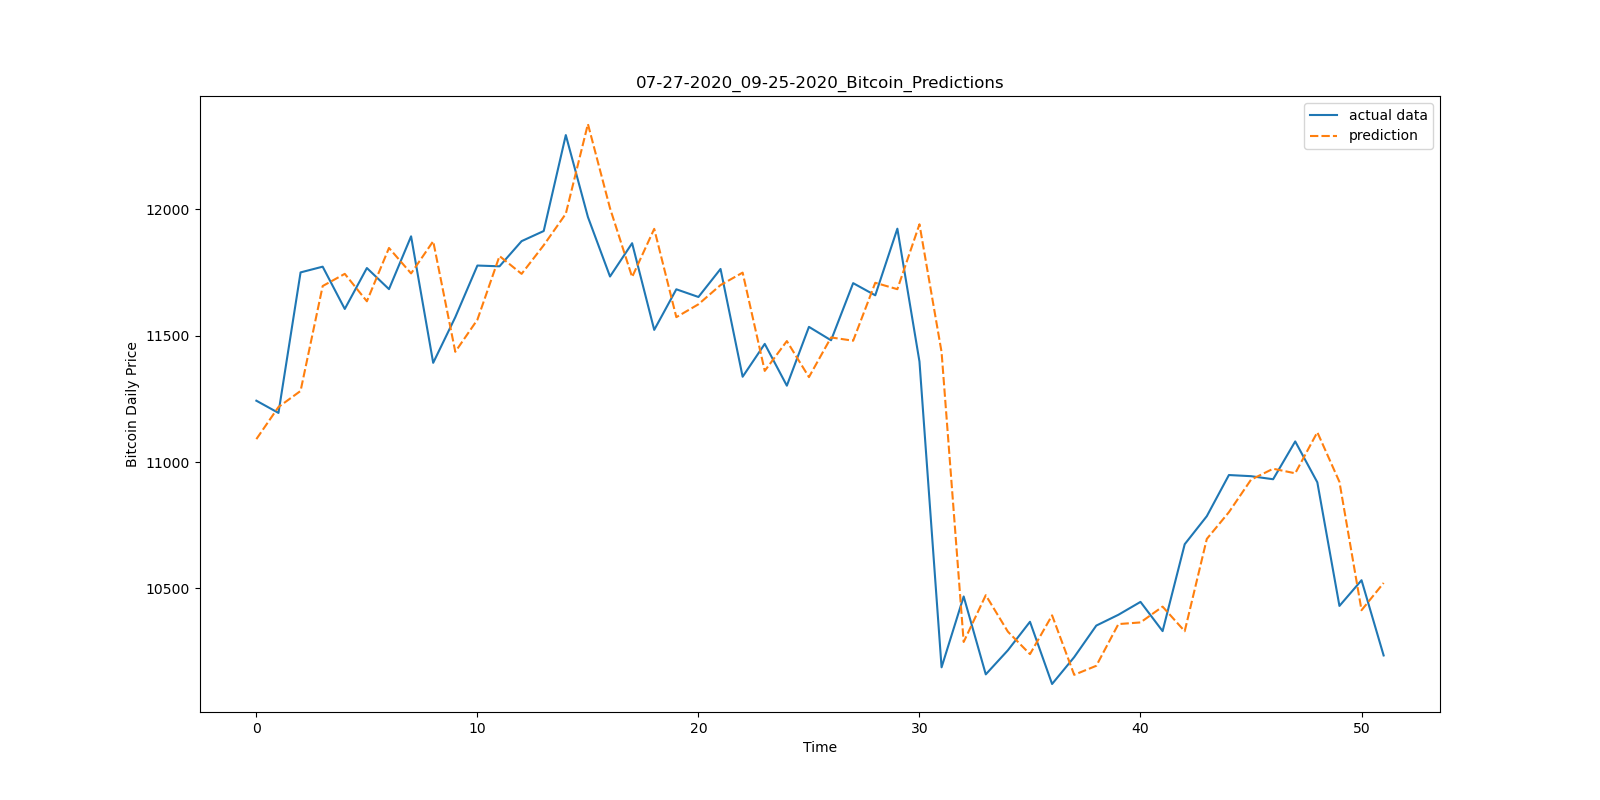 07-27-2020_09-25-2020_Bitcoin_Predictions
actual data
prediction
12000
11500
11000
10500
Bitcoin Daily Price
0 10 20 30 40 50
Time